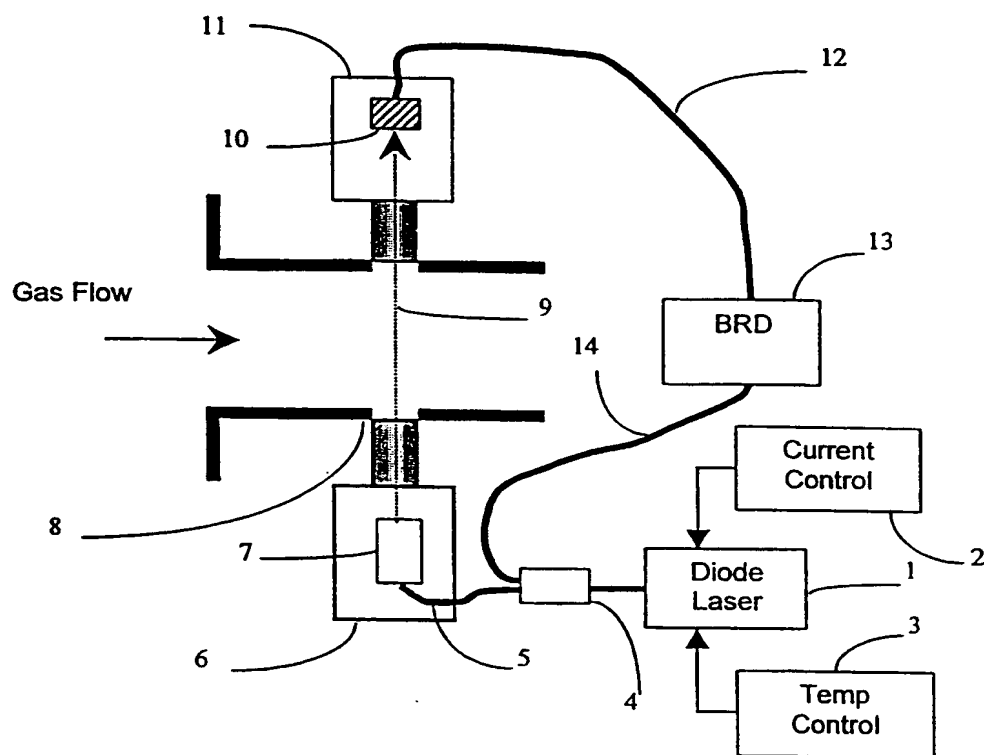 11
12
10
13
Gas Flow
9
BRD
14
Current
Control
8
7
2
Diode
Laser
1
3
6
5
4
Temp
Control